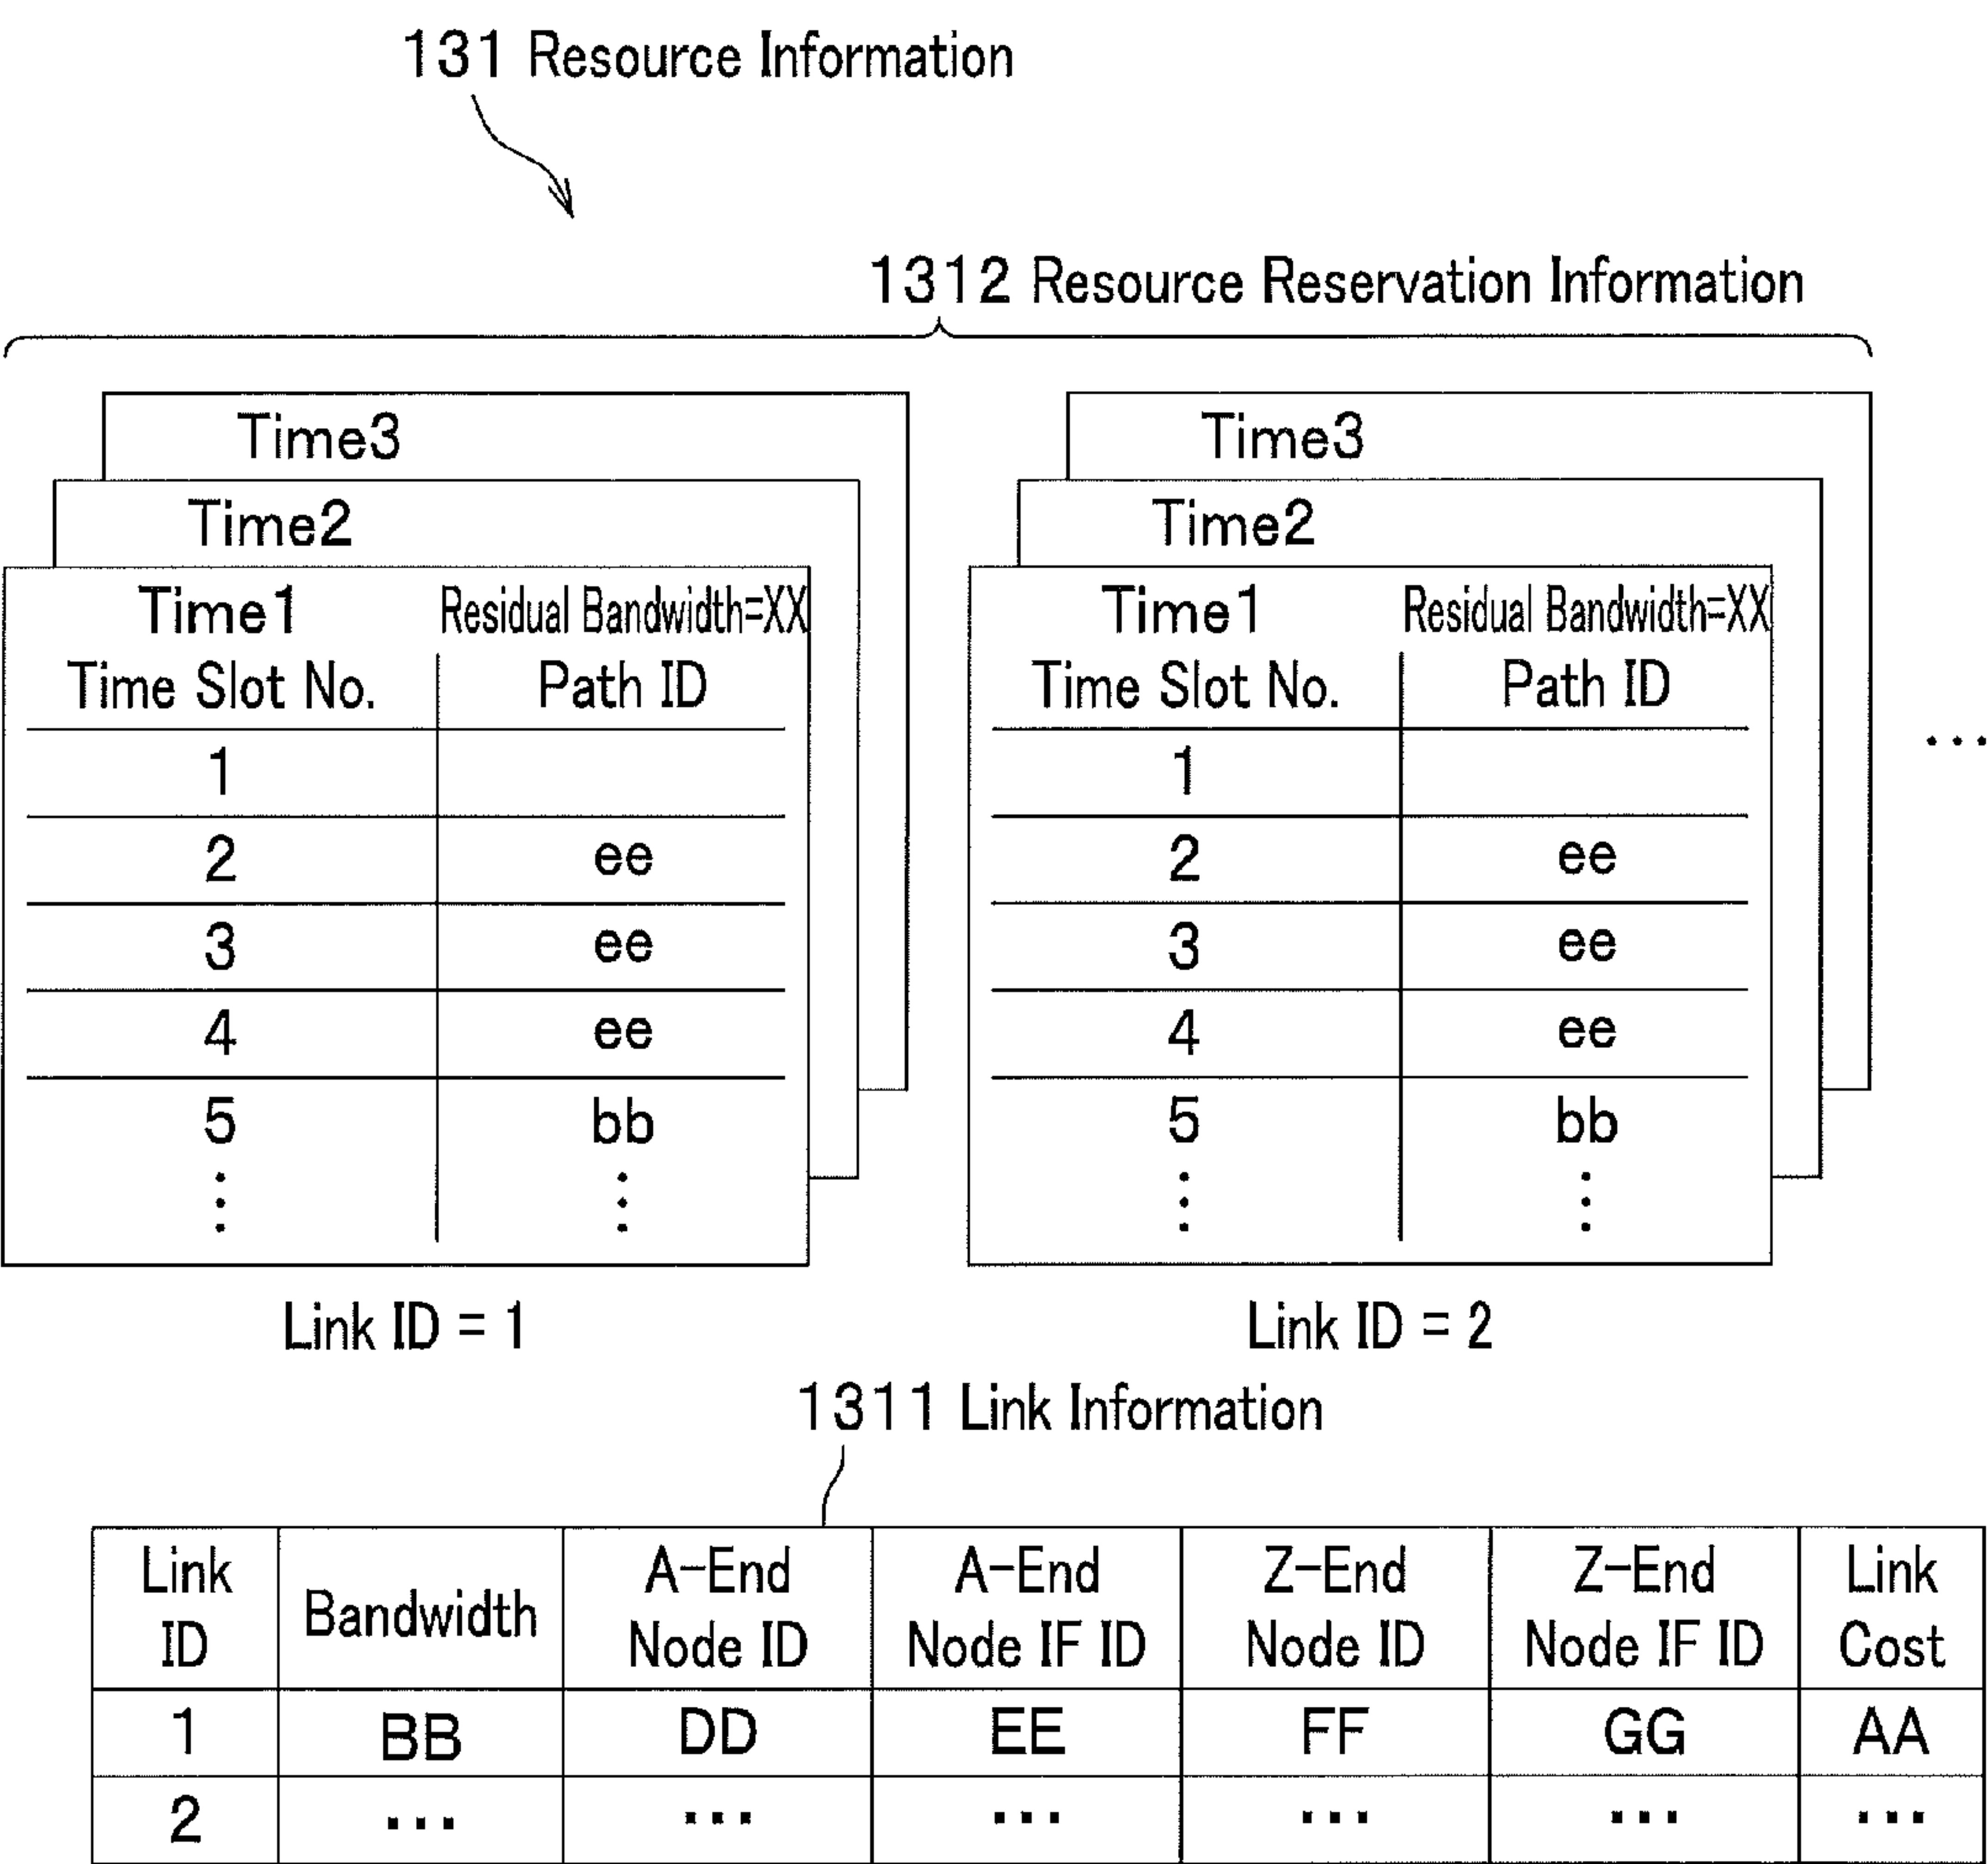 131 Resource Information
1312 Resource Reservation Information
Time3
Time2
Time1 Residual Bandwidth=XX
Time Slot No. Path ID
1
2 ee
3 ee
4 ee
5 bb
⋮ ⋮
Link ID = 1
Time3
Time2
Time1 Residual Bandwidth=XX
Time Slot No. Path ID
1
2 ee
3 ee
4 ee
5 bb
⋮ ⋮
Link ID = 2
...
1311 Link Information
Link ID Bandwidth A-End Node ID A-End Node IF ID Z-End Node ID Z-End Node IF ID Link Cost
1 BB DD EE FF GG AA
2 ... ... ... ... ... ...